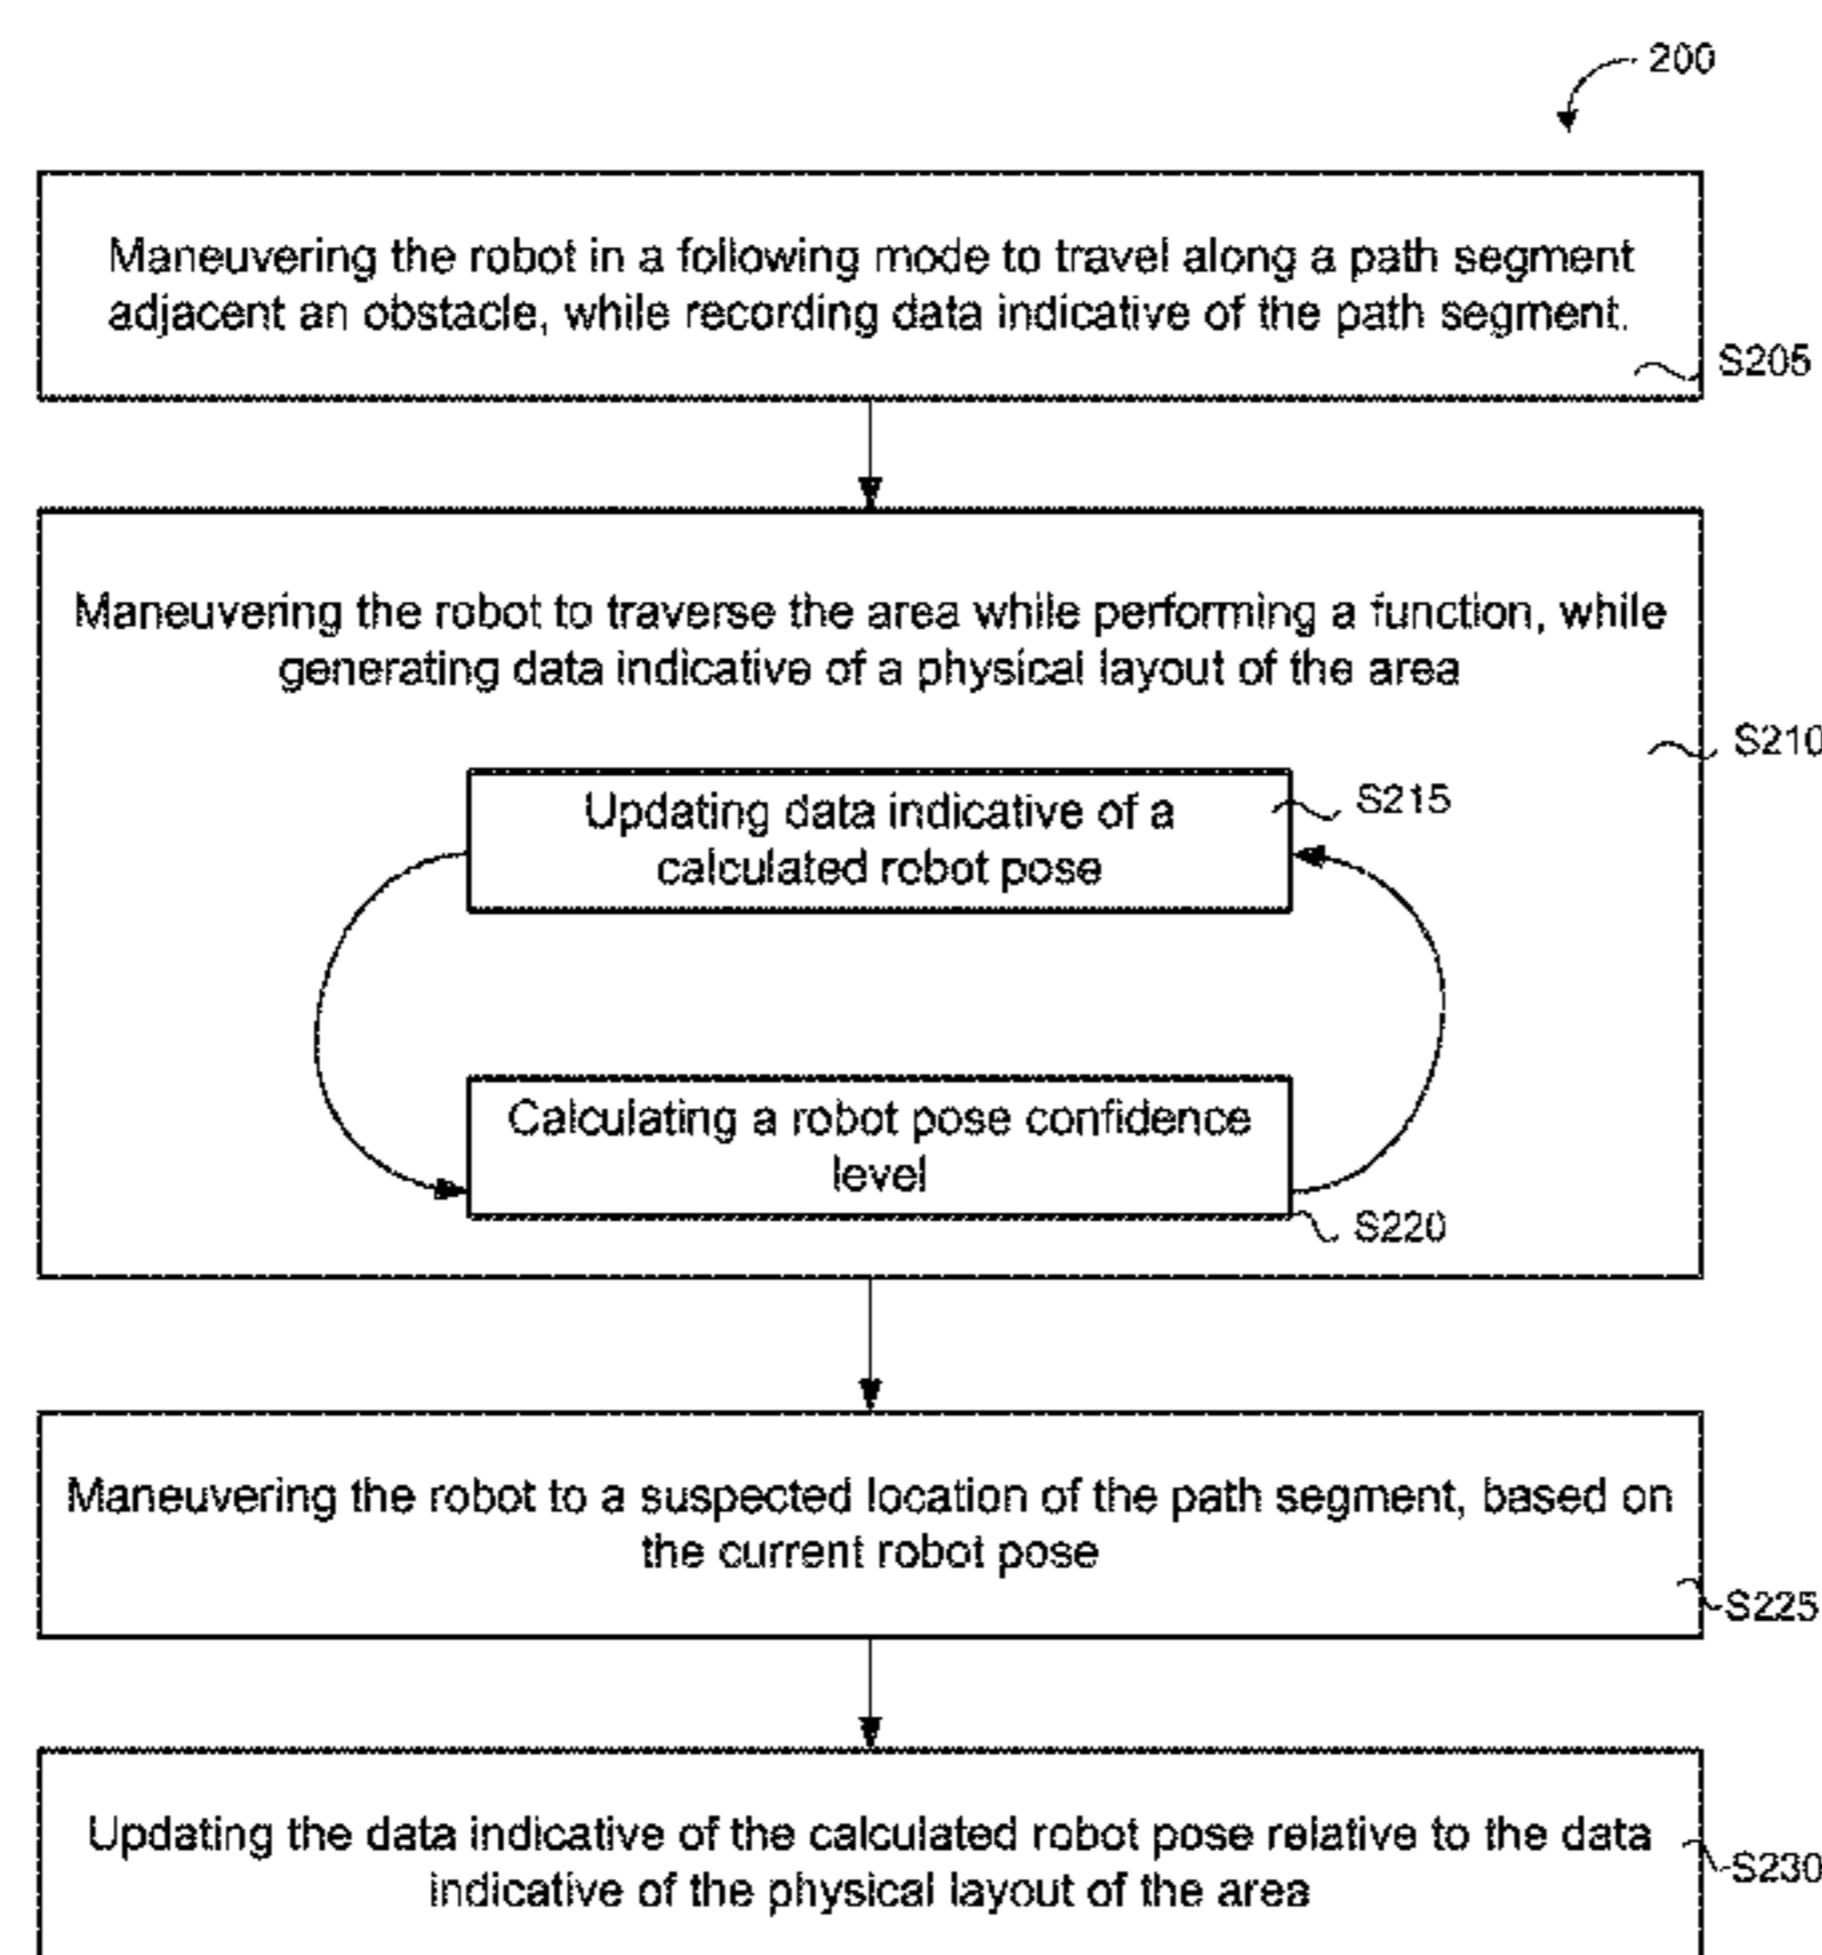 200
Maneuvering the robot in a following mode to travel along a path segment
adjacent an obstacle, while recording data indicative of the path segment.
S205
Maneuvering the robot to traverse the area while performing a function, while
generating data indicative of a physical layout of the area
S210
Updating data indicative of a
calculated robot pose
S215
Calculating a robot pose confidence
level
S220
Maneuvering the robot to a suspected location of the path segment, based on
the current robot pose
S225
Updating the data indicative of the calculated robot pose relative to the data
indicative of the physical layout of the area
S230